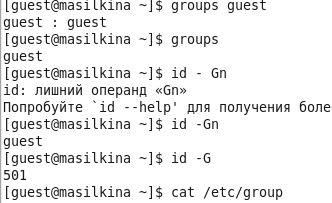 [guest@masilkina ~]$ groups guest
guest : guest
[guest@masilkina ~]$ groups
guest
[guest@masilkina ~]$ id - Gn
id: лишний операнд «Gn»
Попробуйте `id --help' для получения боле
[guest@masilkina ~]$ id -Gn
guest
[guest@masilkina ~]$ id -G
501
[guest@masilkina ~]$ cat /etc/group